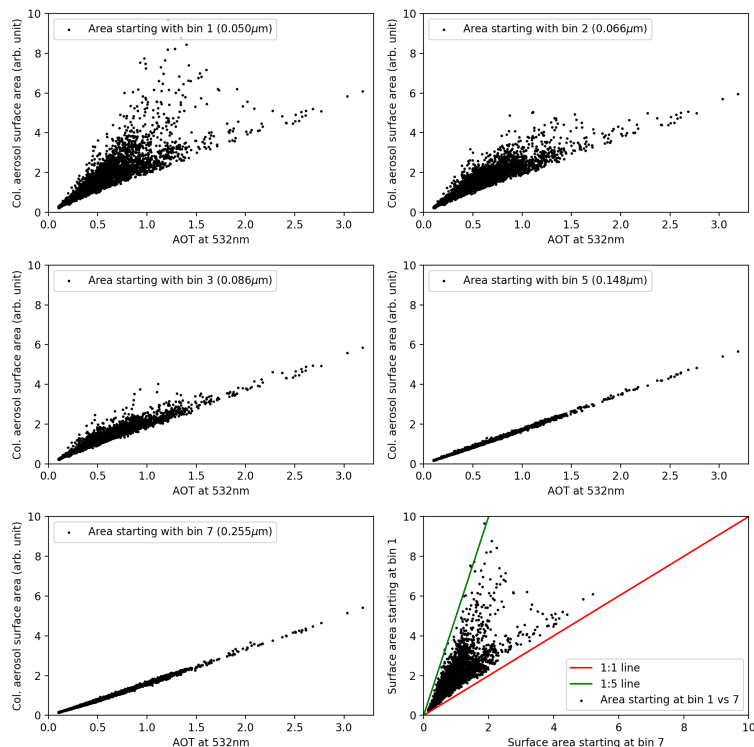 10
8
6
4
2
0
Col. aerosol surface area (arb. unit)
Area starting with bin 1 (0.050μm)
0.0 0.5 1.0 1.5 2.0 2.5 3.0
AOT at 532nm
10
8
6
4
2
0
Col. aerosol surface area (arb. unit)
Area starting with bin 2 (0.066μm)
0.0 0.5 1.0 1.5 2.0 2.5 3.0
AOT at 532nm
10
8
6
4
2
0
Col. aerosol surface area (arb. unit)
Area starting with bin 3 (0.086μm)
0.0 0.5 1.0 1.5 2.0 2.5 3.0
AOT at 532nm
10
8
6
4
2
0
Col. aerosol surface area (arb. unit)
Area starting with bin 5 (0.148μm)
0.0 0.5 1.0 1.5 2.0 2.5 3.0
AOT at 532nm
10
8
6
4
2
0
Col. aerosol surface area (arb. unit)
Area starting with bin 7 (0.255μm)
0.0 0.5 1.0 1.5 2.0 2.5 3.0
AOT at 532nm
10
8
6
4
2
0
Surface area starting at bin 1
1:1 line
1:5 line
Area starting at bin 1 vs 7
0 2 4 6 8 10
Surface area starting at bin 7